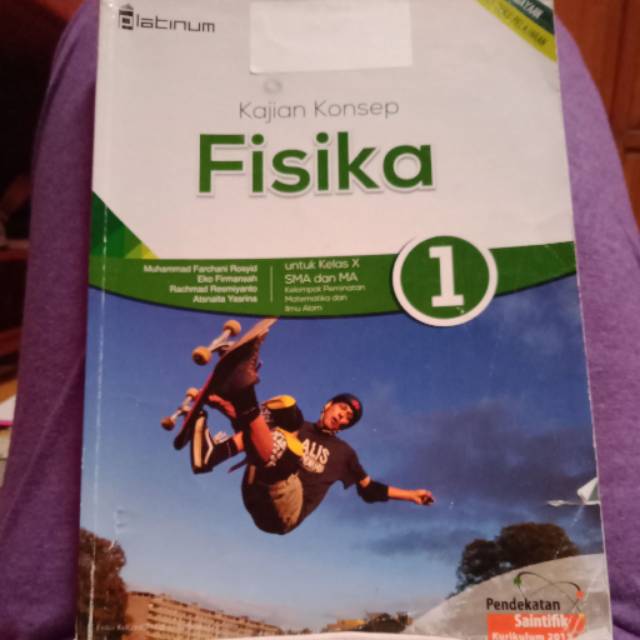 Platinum
Kajian Konsep
Fisika
1
Muhammad Farchani Rosyid
Eko Firmansah
Rachmad Resmiyanto
Atsnaita Yasrina
untuk Kelas X
SMA dan MA
Kelompok Peminatan
Matematika dan
Ilmu Alam
Pendekatan
Saintifik
Kurikulum